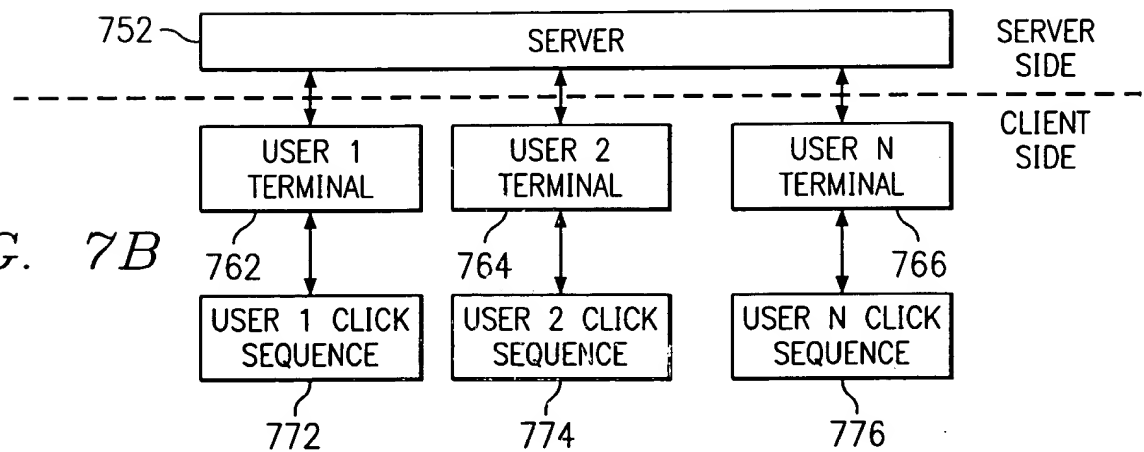 752
SERVER
SERVER
SIDE
CLIENT
SIDE
USER 1
TERMINAL
USER 2
TERMINAL
USER N
TERMINAL
G. 7B
762
764
766
USER 1 CLICK
SEQUENCE
USER 2 CLICK
SEQUENCE
USER N CLICK
SEQUENCE
772
774
776